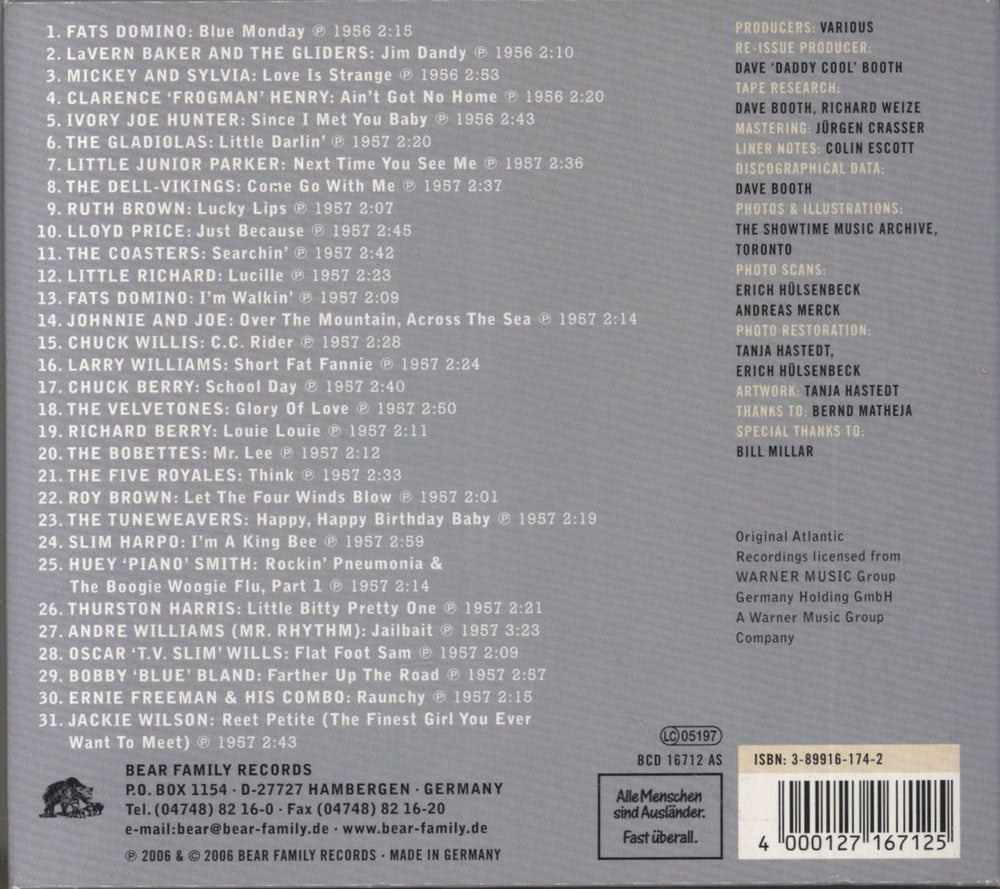 1. FATS DOMINO: Blue Monday ℗ 1956 2:15
2. LaVERN BAKER AND THE GLIDERS: Jim Dandy ℗ 1956 2:10
3. MICKEY AND SYLVIA: Love Is Strange ℗ 1956 2:53
4. CLARENCE ‘FROGMAN’ HENRY: Ain’t Got No Home ℗ 1956 2:20
5. IVORY JOE HUNTER: Since I Met You Baby ℗ 1956 2:43
6. THE GLADIOLAS: Little Darlin’ ℗ 1957 2:20
7. LITTLE JUNIOR PARKER: Next Time You See Me ℗ 1957 2:36
8. THE DELL-VIKINGS: Come Go With Me ℗ 1957 2:37
9. RUTH BROWN: Lucky Lips ℗ 1957 2:07
10. LLOYD PRICE: Just Because ℗ 1957 2:45
11. THE COASTERS: Searchin’ ℗ 1957 2:42
12. LITTLE RICHARD: Lucille ℗ 1957 2:23
13. FATS DOMINO: I’m Walkin’ ℗ 1957 2:09
14. JOHNNIE AND JOE: Over The Mountain, Across The Sea ℗ 1957 2:14
15. CHUCK WILLIS: C.C. Rider ℗ 1957 2:28
16. LARRY WILLIAMS: Short Fat Fannie ℗ 1957 2:24
17. CHUCK BERRY: School Day ℗ 1957 2:40
18. THE VELVETONES: Glory Of Love ℗ 1957 2:50
19. RICHARD BERRY: Louie Louie ℗ 1957 2:11
20. THE BOBETTES: Mr. Lee ℗ 1957 2:12
21. THE FIVE ROYALES: Think ℗ 1957 2:33
22. ROY BROWN: Let The Four Winds Blow ℗ 1957 2:01
23. THE TUNEWEAVERS: Happy, Happy Birthday Baby ℗ 1957 2:19
24. SLIM HARPO: I’m A King Bee ℗ 1957 2:59
25. HUEY ‘PIANO’ SMITH: Rockin’ Pneumonia &
The Boogie Woogie Flu, Part 1 ℗ 1957 2:14
26. THURSTON HARRIS: Little Bitty Pretty One ℗ 1957 2:21
27. ANDRE WILLIAMS (MR. RHYTHM): Jailbait ℗ 1957 3:23
28. OSCAR ‘T.V. SLIM’ WILLS: Flat Foot Sam ℗ 1957 2:09
29. BOBBY ‘BLUE’ BLAND: Farther Up The Road ℗ 1957 2:57
30. ERNIE FREEMAN & HIS COMBO: Raunchy ℗ 1957 2:15
31. JACKIE WILSON: Reet Petite (The Finest Girl You Ever
Want To Meet) ℗ 1957 2:43
BEAR FAMILY RECORDS
P.O. BOX 1154 · D-27727 HAMBERGEN · GERMANY
Tel. (04748) 82 16-0 · Fax (04748) 82 16-20
e-mail:bear@bear-family.de · www.bear-family.de
℗ 2006 & © 2006 BEAR FAMILY RECORDS · MADE IN GERMANY
PRODUCERS: VARIOUS
RE-ISSUE PRODUCER:
DAVE ‘DADDY COOL’ BOOTH
TAPE RESEARCH:
DAVE BOOTH, RICHARD WEIZE
MASTERING: JÜRGEN CRASSER
LINER NOTES: COLIN ESCOTT
DISCOGRAPHICAL DATA:
DAVE BOOTH
PHOTOS & ILLUSTRATIONS:
THE SHOWTIME MUSIC ARCHIVE,
TORONTO
PHOTO SCANS:
ERICH HÜLSENBECK
ANDREAS MERCK
PHOTO RESTORATION:
TANJA HASTEDT,
ERICH HÜLSENBECK
ARTWORK: TANJA HASTEDT
THANKS TO: BERND MATHEJA
SPECIAL THANKS TO:
BILL MILLAR
Original Atlantic
Recordings licensed from
WARNER MUSIC Group
Germany Holding GmbH
A Warner Music Group
Company
LC 05197
BCD 16712 AS
Alle Menschen
sind Ausländer.
Fast überall.
ISBN: 3-89916-174-2
4 000127 167125